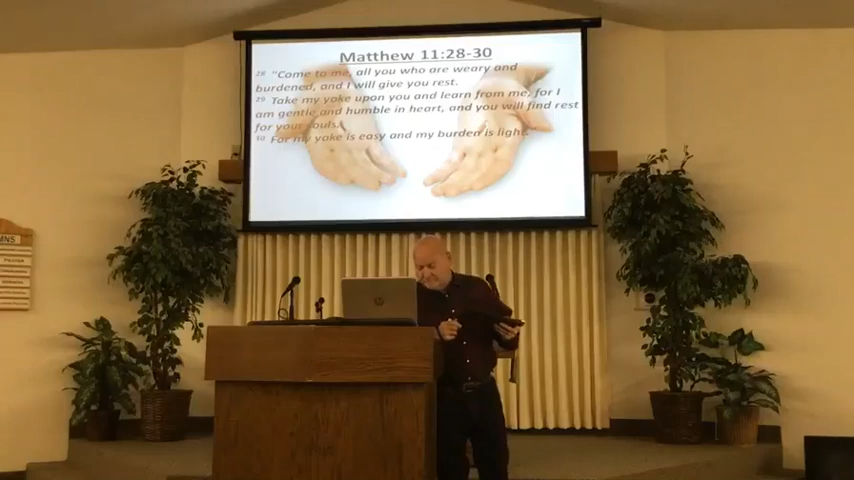 Matthew 11:28-30
28 "Come to me, all you who are weary and
burdened, and I will give you rest.
29 Take my yoke upon you and learn from me, for I
am gentle and humble in heart, and you will find rest
for your souls.
30 For my yoke is easy and my burden is light.